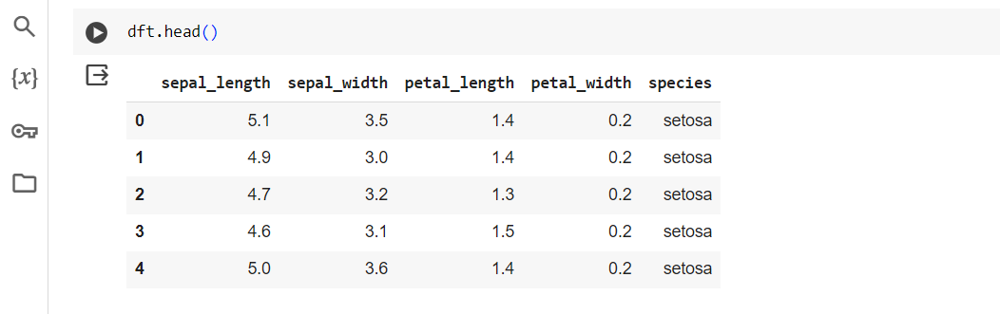 dft.head()
{x}
sepal_length sepal_width petal_length petal_width species
0 5.1 3.5 1.4 0.2 setosa
1 4.9 3.0 1.4 0.2 setosa
2 4.7 3.2 1.3 0.2 setosa
3 4.6 3.1 1.5 0.2 setosa
4 5.0 3.6 1.4 0.2 setosa